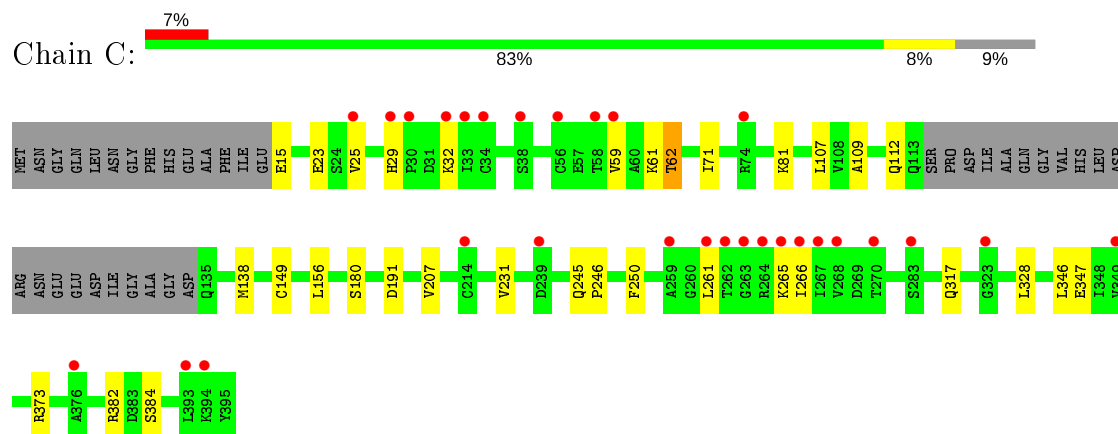 7%
Chain C:
83% 8% 9%
MET ASN GLY GLN LEU ASN GLY PHE HIS GLU ALA PHE ILE GLU E15 E23 S24 V25 H29 P30 D31 K32 I33 C34 S38 C56 E57 T58 V59 A60 K61 T62 I71 R74 K81 L107 V108 A109 Q112 Q113 SER PRO ASP ILE ALA GLN GLY VAL HIS LEU ASP
ARG ASN GLU GLU ASP ILE GLY ALA GLY ASP Q135 M138 C149 L156 S180 D191 V207 C214 V231 D239 Q245 P246 F250 A259 G260 L261 T262 G263 R264 K265 I266 I267 V268 D269 T270 S283 Q317 G323 L328 L346 E347 I348 V349
R373 A376 R382 D383 S384 L393 K394 Y395